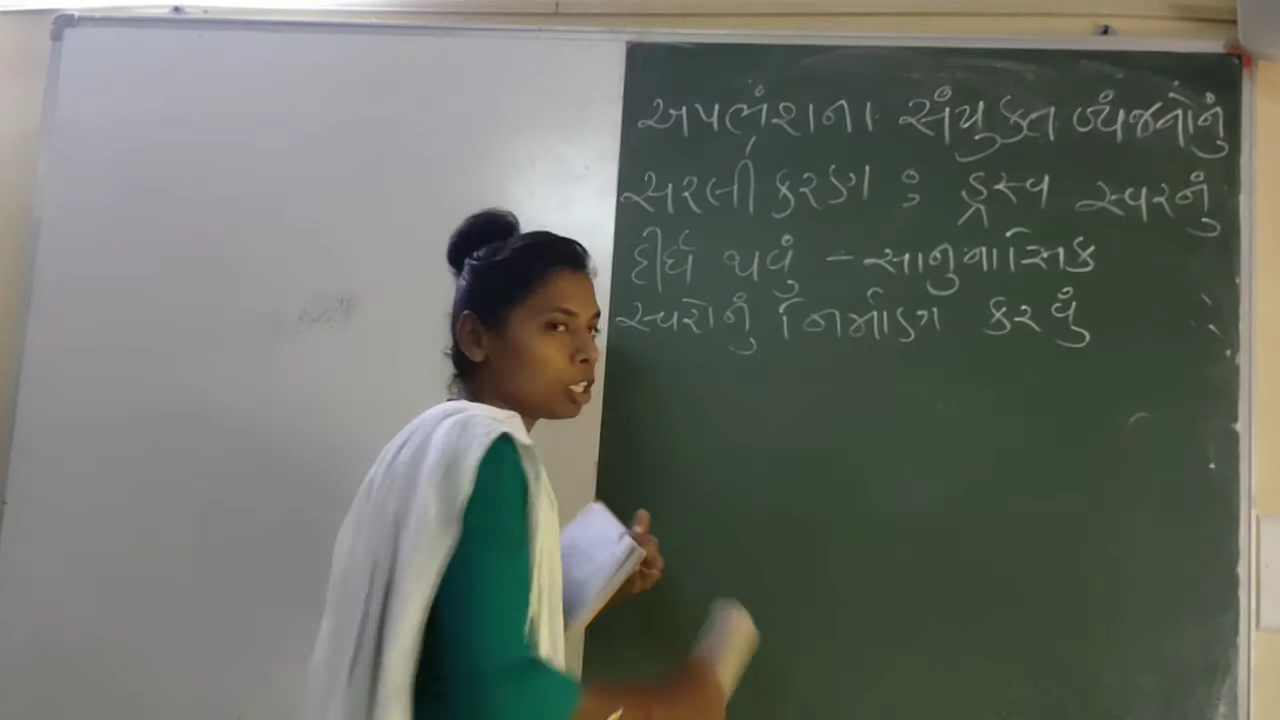 અપભ્રંશના સંયુક્ત વ્યંજનોનું
સરલીકરણ : હ્રસ્વ સ્વરનું
દીર્ઘ થવું - સાનુનાસિક
સ્વરોનું નિર્માણ કરવું